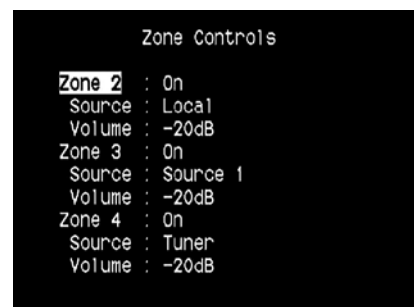 Zone Controls
Zone 2 : On
Source : Local
Volume : -20dB
Zone 3 : On
Source : Source 1
Volume : -20dB
Zone 4 : On
Source : Tuner
Volume : -20dB